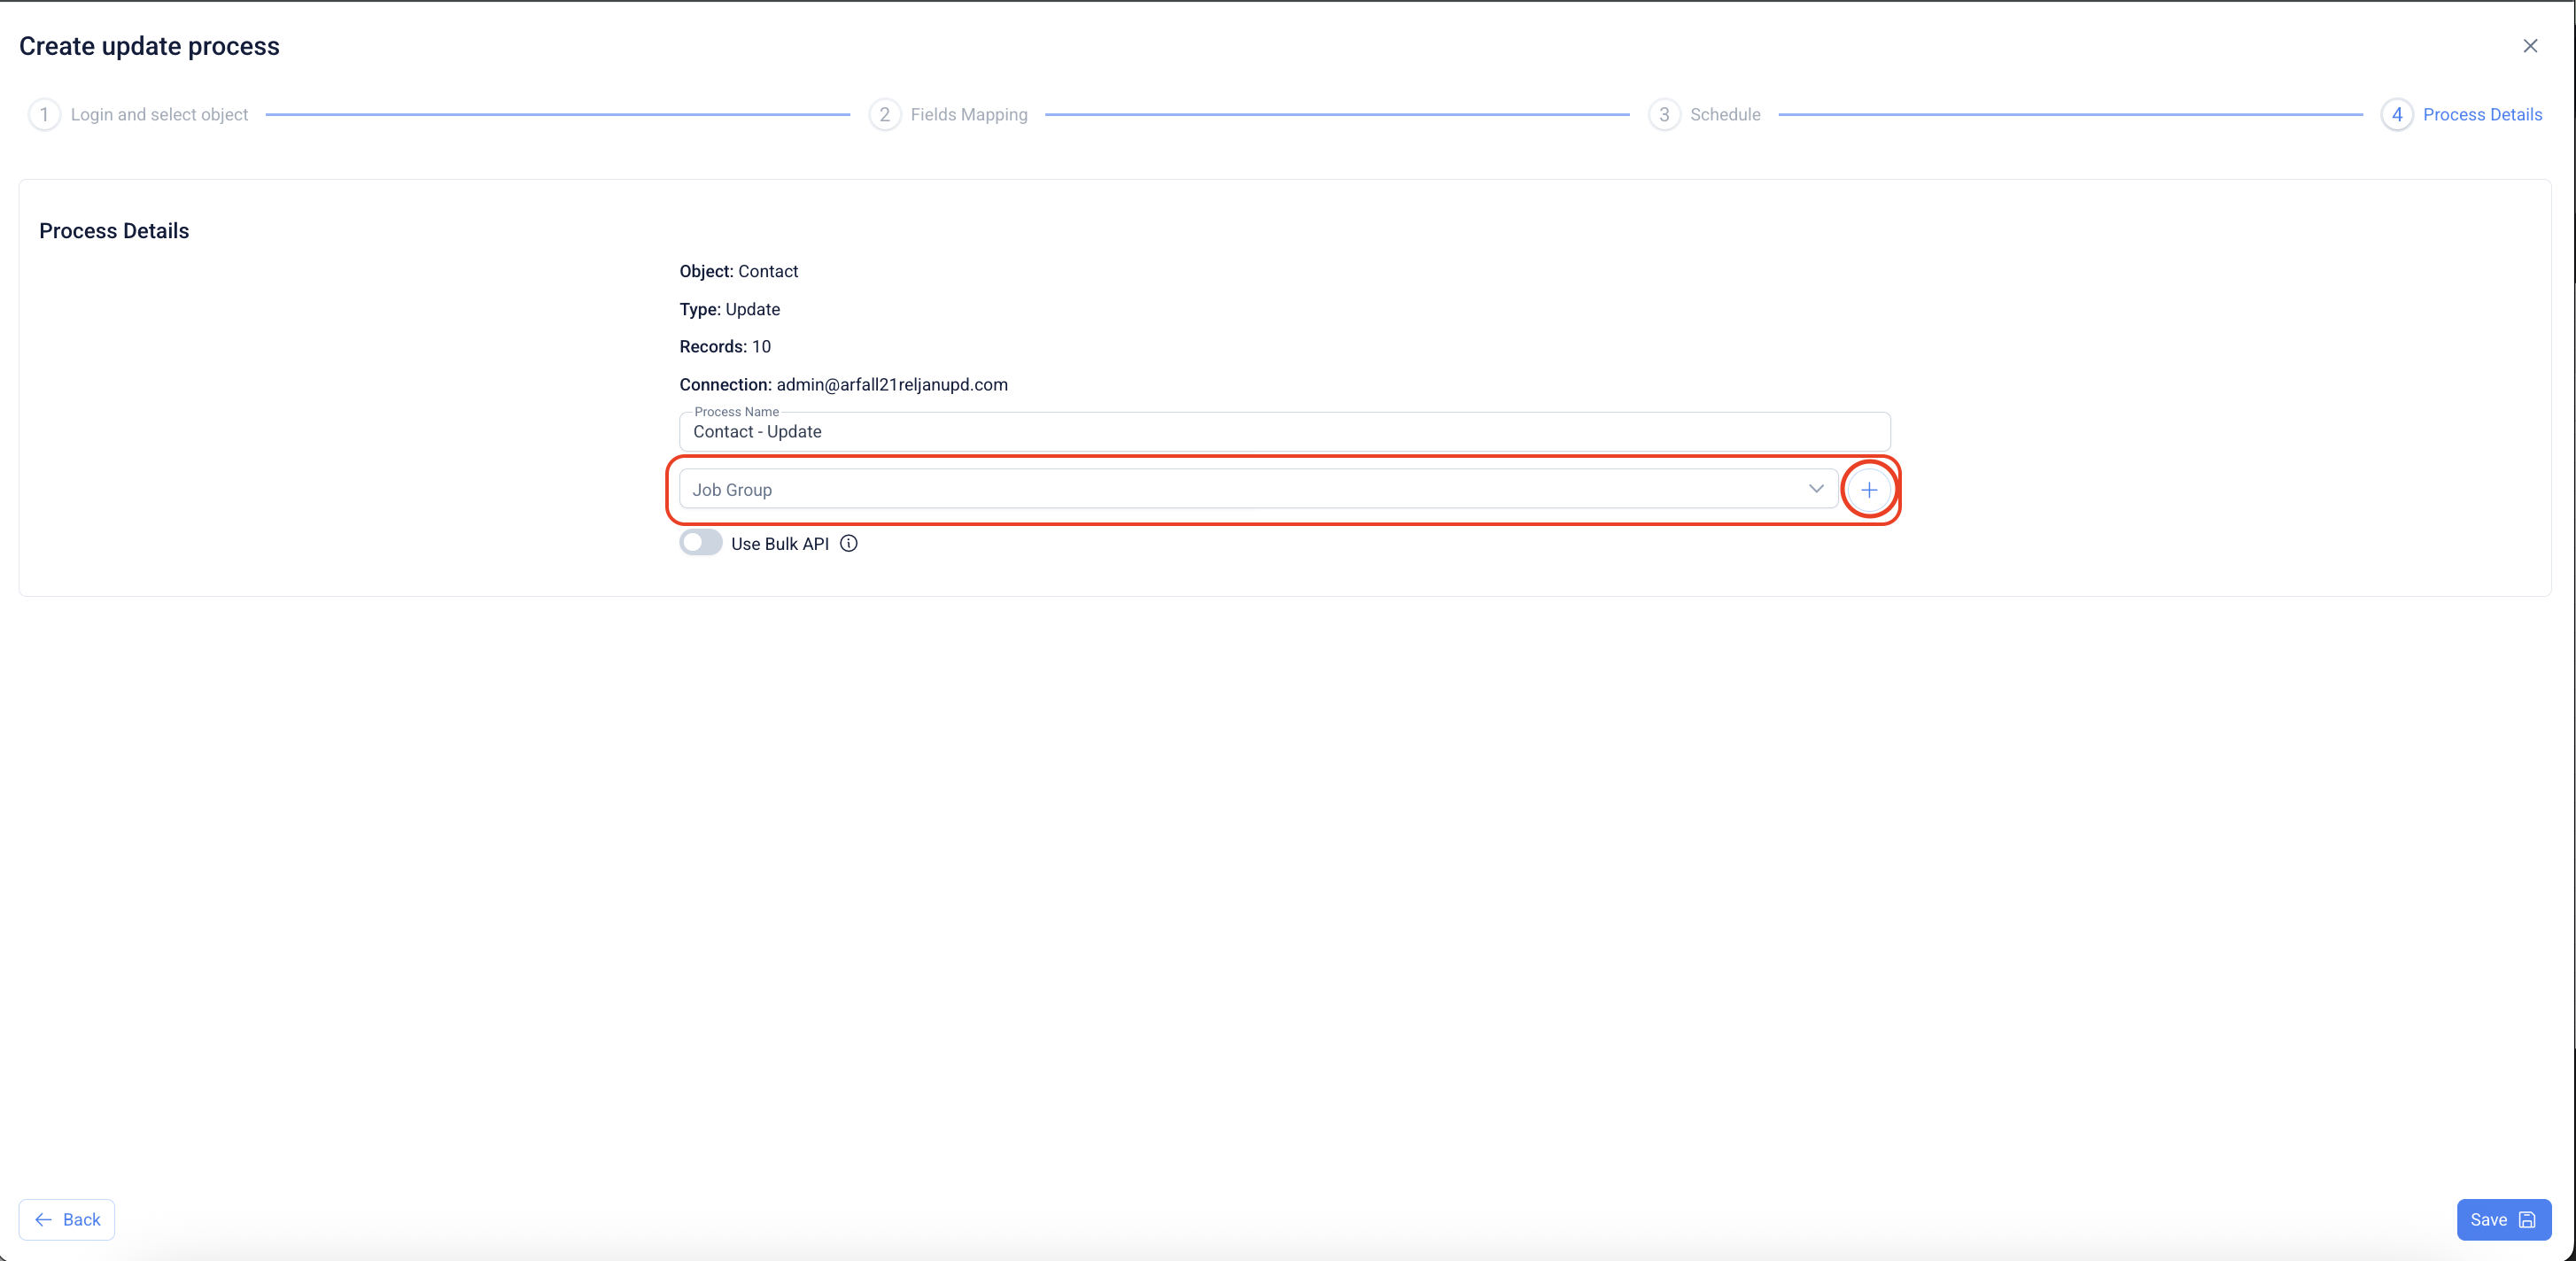 Create update process
1 Login and select object 2 Fields Mapping 3 Schedule 4 Process Details
Process Details
Object: Contact
Type: Update
Records: 10
Connection: admin@arfall21reljanupd.com
Process Name
Contact - Update
Job Group
Use Bulk API
Back
Save